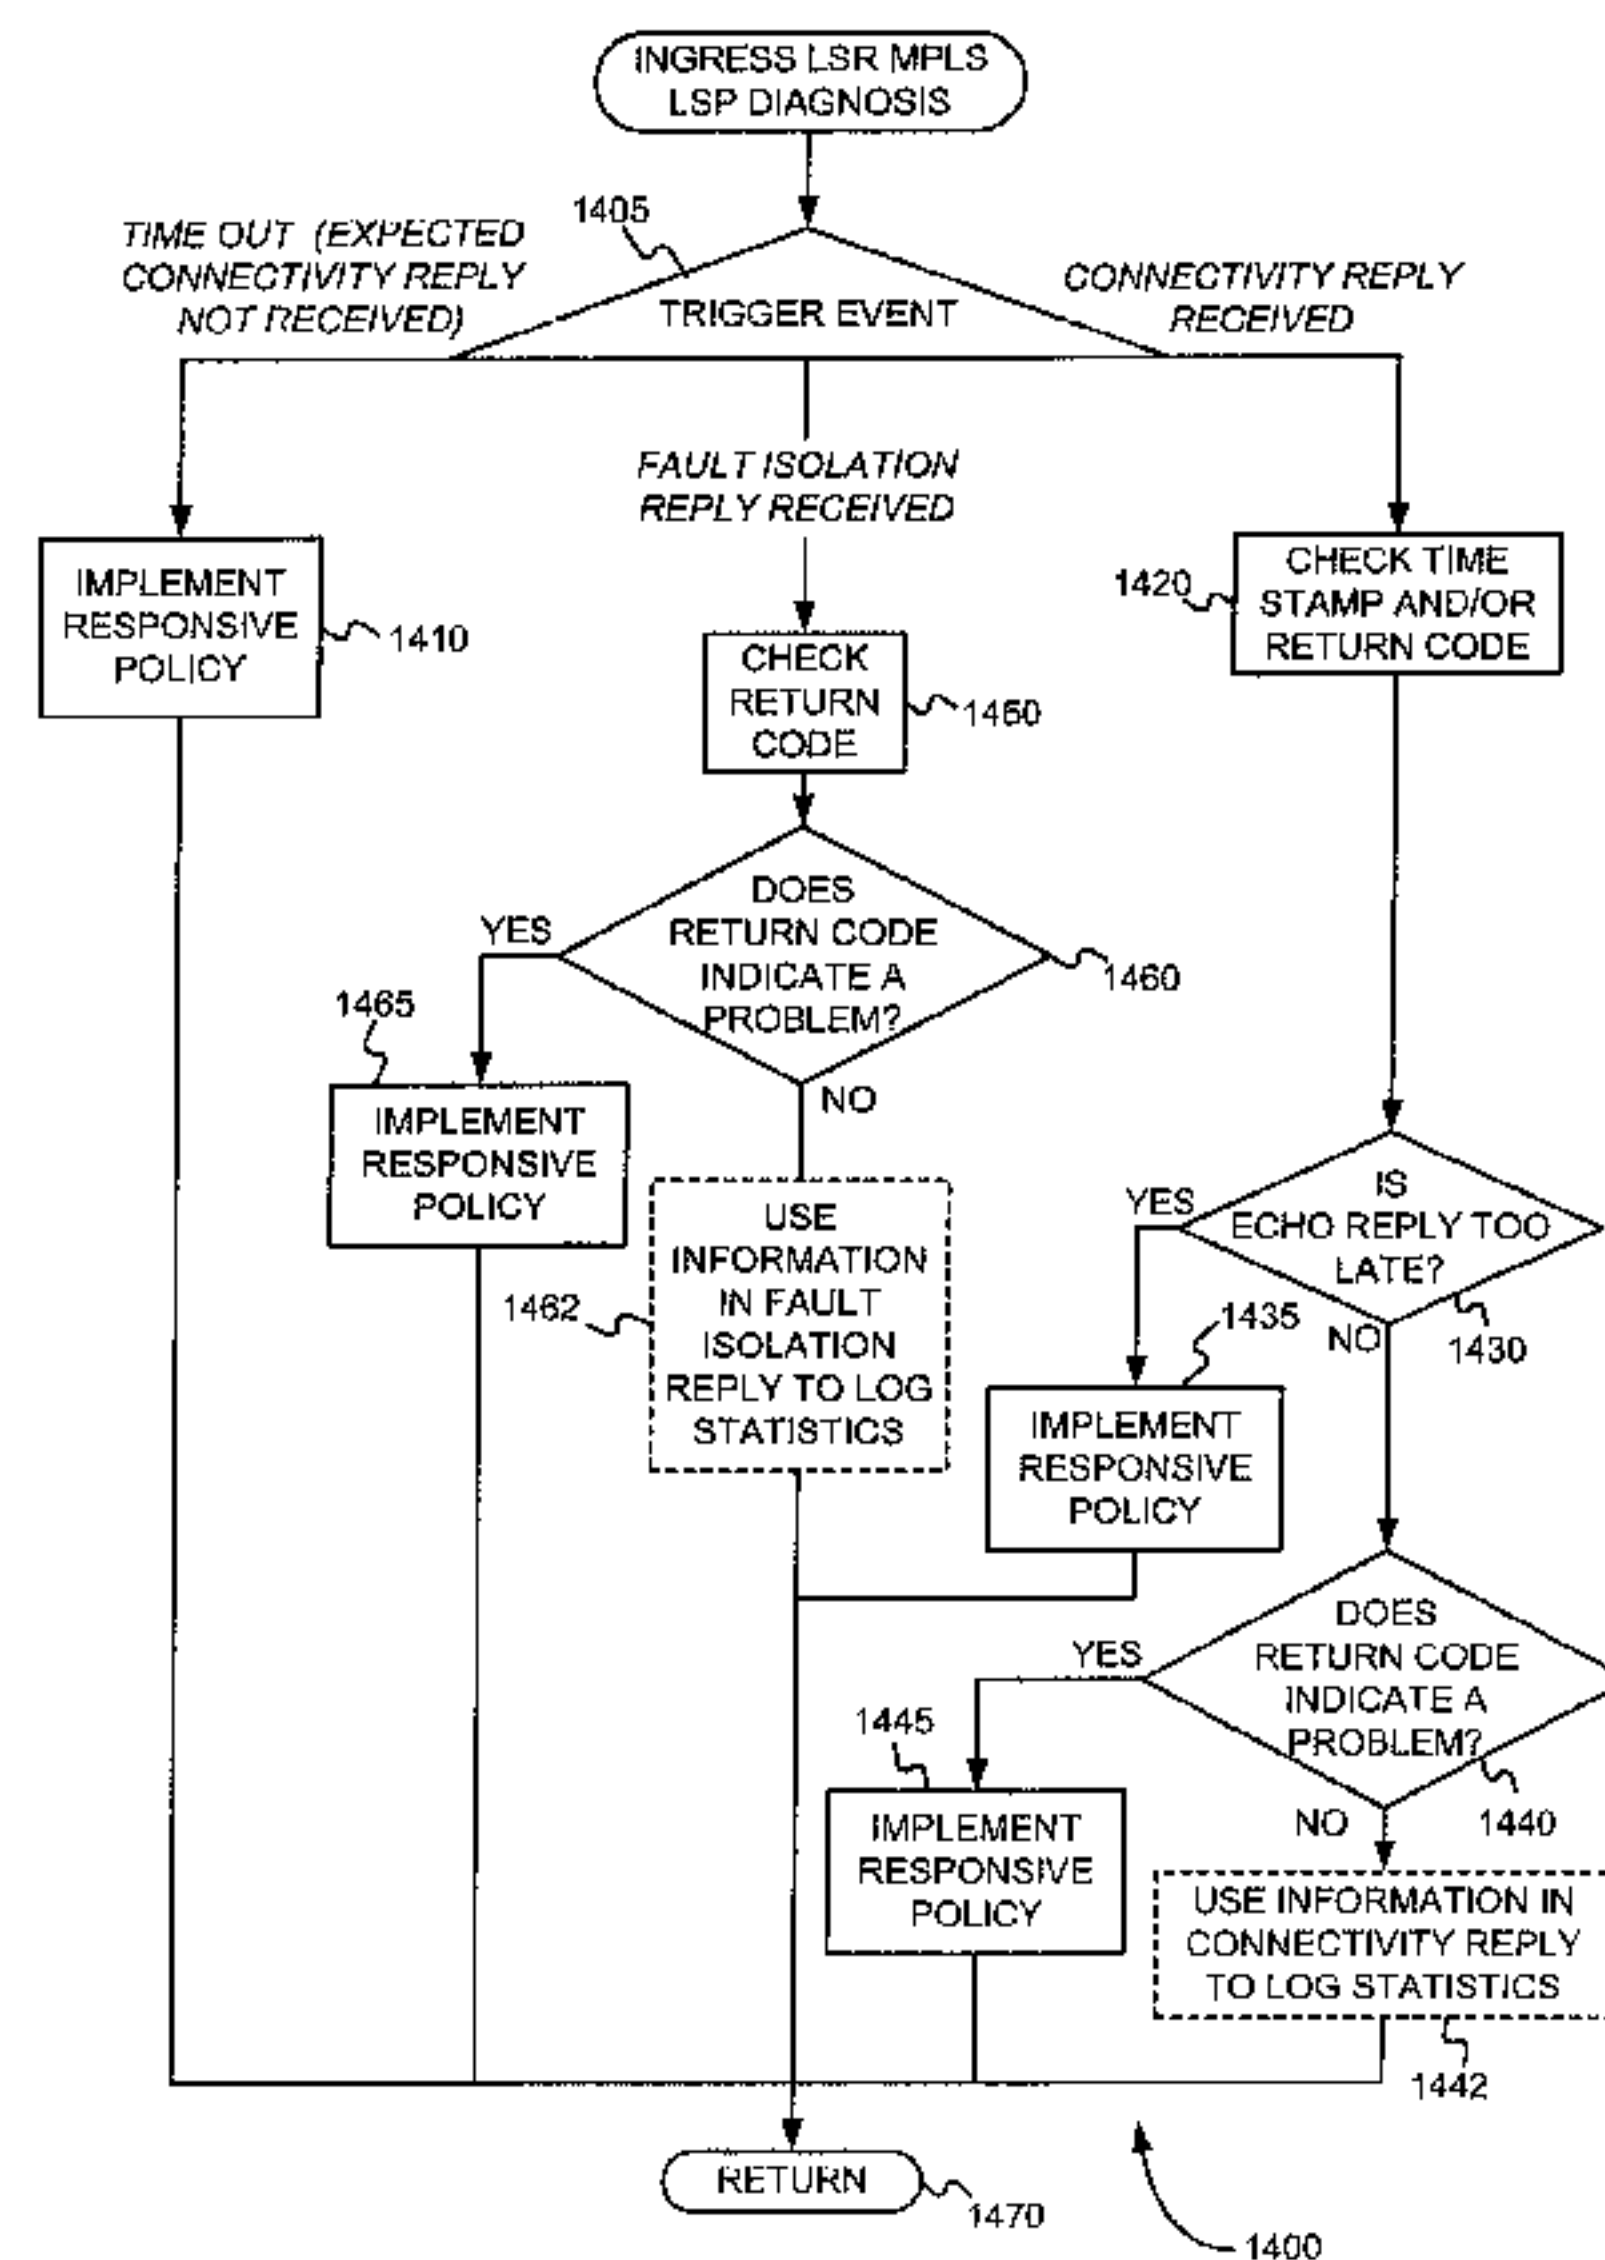 INGRESS LSR MPLS
LSP DIAGNOSIS
1405
TIME OUT (EXPECTED
CONNECTIVITY REPLY
NOT RECEIVED)
TRIGGER EVENT
CONNECTIVITY REPLY
RECEIVED
FAULT ISOLATION
REPLY RECEIVED
IMPLEMENT
RESPONSIVE
POLICY
1410
CHECK
RETURN
CODE
1450
CHECK TIME
STAMP AND/OR
RETURN CODE
1420
DOES
RETURN CODE
INDICATE A
PROBLEM?
YES
1460
1465
NO
IMPLEMENT
RESPONSIVE
POLICY
USE
INFORMATION
IN FAULT
ISOLATION
REPLY TO LOG
STATISTICS
1462
IS
ECHO REPLY TOO
LATE?
YES
NO
1430
1435
IMPLEMENT
RESPONSIVE
POLICY
DOES
RETURN CODE
INDICATE A
PROBLEM?
YES
1445
NO
1440
IMPLEMENT
RESPONSIVE
POLICY
USE INFORMATION IN
CONNECTIVITY REPLY
TO LOG STATISTICS
1442
RETURN
1470
1400